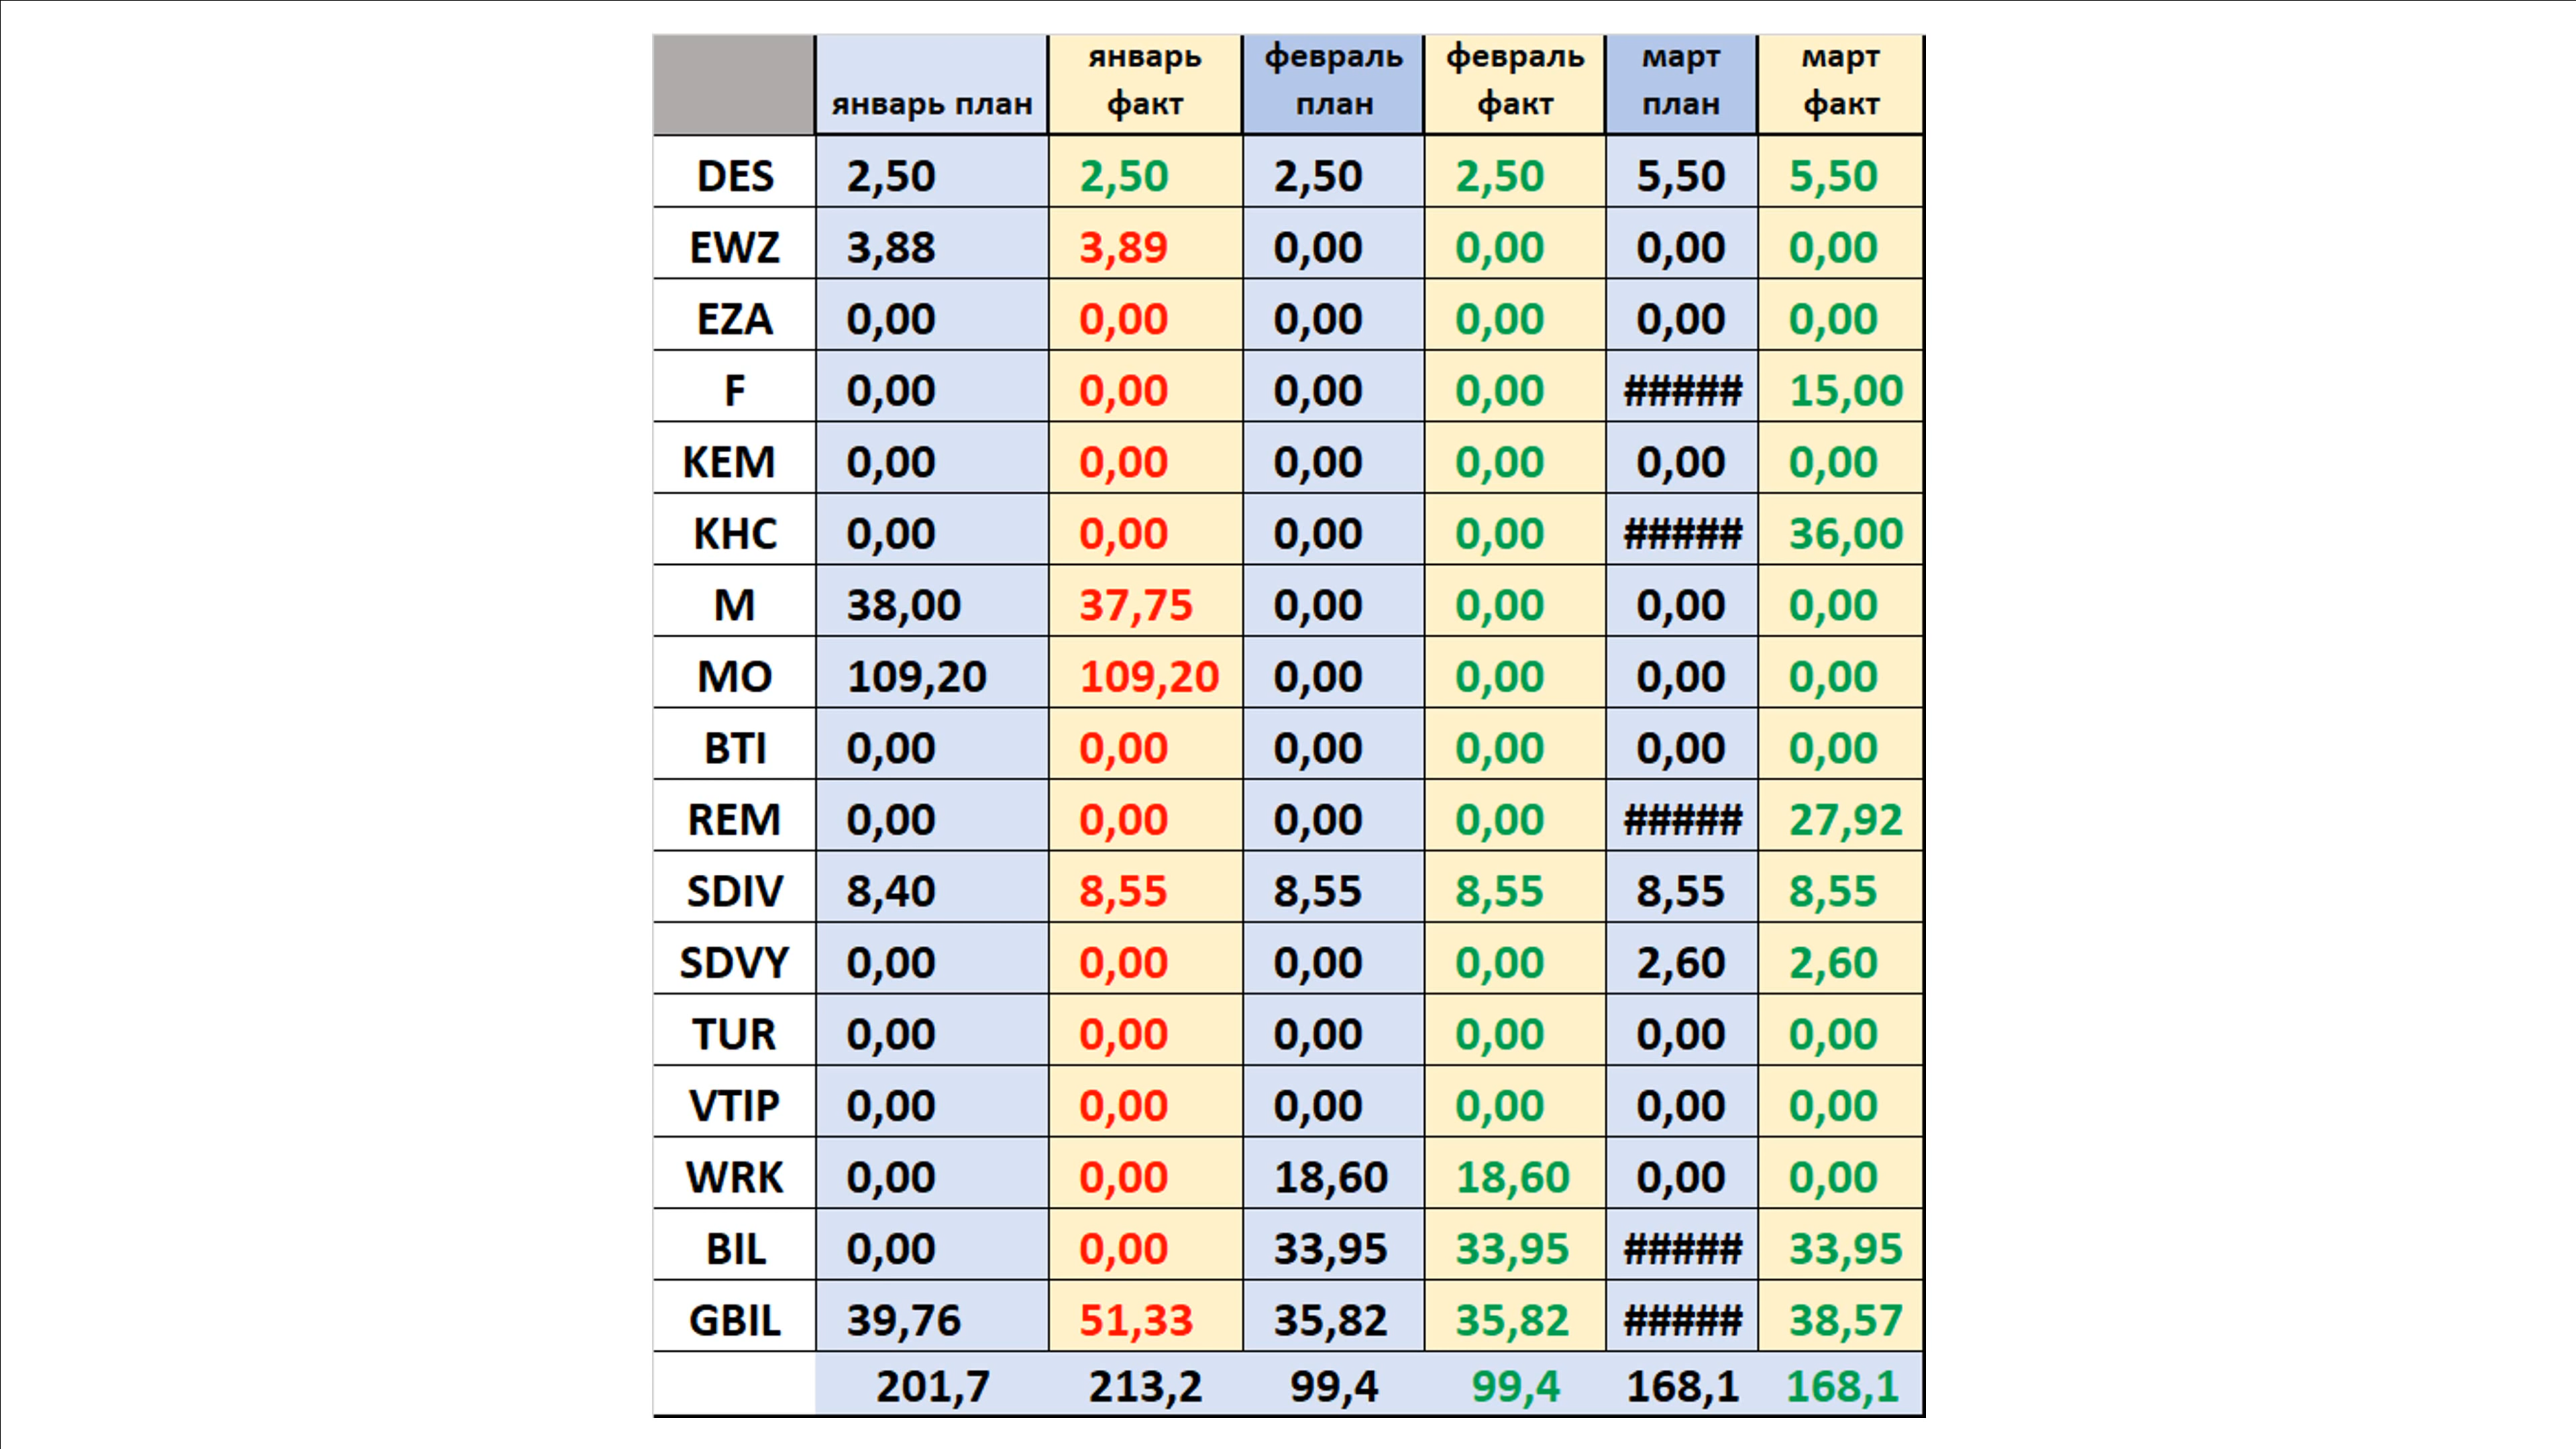 январь план январь факт февраль план февраль факт март план март факт
DES 2,50 2,50 2,50 2,50 5,50 5,50
EWZ 3,88 3,89 0,00 0,00 0,00 0,00
EZA 0,00 0,00 0,00 0,00 0,00 0,00
F 0,00 0,00 0,00 0,00 ##### 15,00
KEM 0,00 0,00 0,00 0,00 0,00 0,00
KHC 0,00 0,00 0,00 0,00 ##### 36,00
M 38,00 37,75 0,00 0,00 0,00 0,00
MO 109,20 109,20 0,00 0,00 0,00 0,00
BTI 0,00 0,00 0,00 0,00 0,00 0,00
REM 0,00 0,00 0,00 0,00 ##### 27,92
SDIV 8,40 8,55 8,55 8,55 8,55 8,55
SDVY 0,00 0,00 0,00 0,00 2,60 2,60
TUR 0,00 0,00 0,00 0,00 0,00 0,00
VTIP 0,00 0,00 0,00 0,00 0,00 0,00
WRK 0,00 0,00 18,60 18,60 0,00 0,00
BIL 0,00 0,00 33,95 33,95 ##### 33,95
GBIL 39,76 51,33 35,82 35,82 ##### 38,57
201,7 213,2 99,4 99,4 168,1 168,1